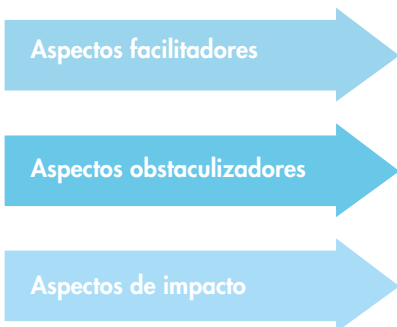 Aspectos facilitadores
Aspectos obstaculizadores
Aspectos de impacto